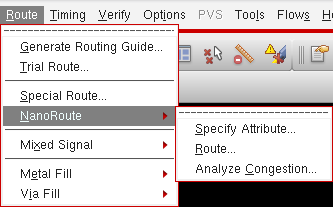 Route Timing Verify Options PVS Tools Flows
Generate Routing Guide...
Trial Route...
Special Route...
NanoRoute
Specify Attribute...
Route...
Analyze Congestion...
Mixed Signal
Metal Fill
Via Fill